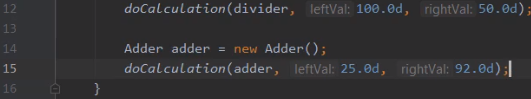 12 doCalculation(divider, leftVal: 100.0d, rightVal: 50.0d);
13
14 Adder adder = new Adder();
15 doCalculation(adder, leftVal: 25.0d, rightVal: 92.0d);
16 }